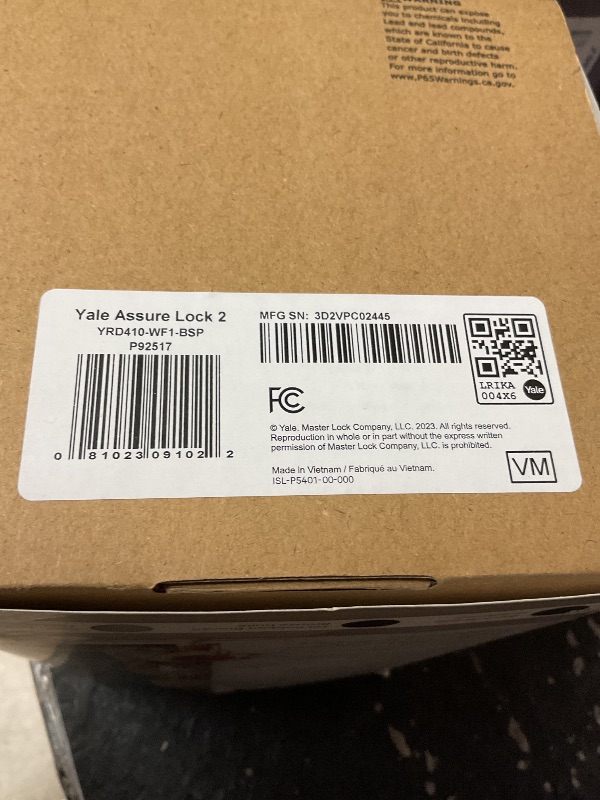 WARNING
This product can expose
you to chemicals including
Lead and lead compounds,
which are known to the
State of California to cause
cancer and birth defects
or other reproductive harm.
For more information go to
www.P65Warnings.ca.gov.
Yale Assure Lock 2
YRD410-WF1-BSP
P92517
0 81023 09102 2
MFG SN: 3D2VPC02445
FC
© Yale. Master Lock Company, LLC. 2023. All rights reserved.
Reproduction in whole or in part without the express written
permission of Master Lock Company, LLC. is prohibited.
Made in Vietnam / Fabriqué au Vietnam.
ISL-P5401-00-000
LRIKA
004X6
Yale
VM